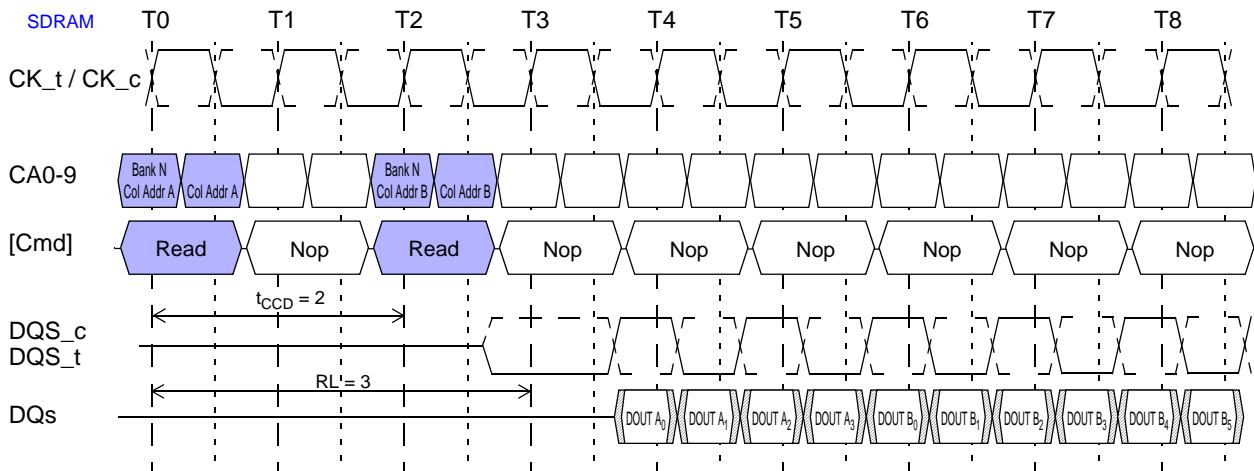 SDRAM T0 T1 T2 T3 T4 T5 T6 T7 T8
CK_t / CK_c
CA0-9
Bank N
Col Addr A
Col Addr A
Bank N
Col Addr B
Col Addr B
[Cmd] Read Nop Read Nop Nop Nop Nop Nop Nop
tCCD = 2
DQS_c
DQS_t
RL = 3
DQs DOUT A0 DOUT A1 DOUT A2 DOUT A3 DOUT B0 DOUT B1 DOUT B2 DOUT B3 DOUT B4 DOUT B5